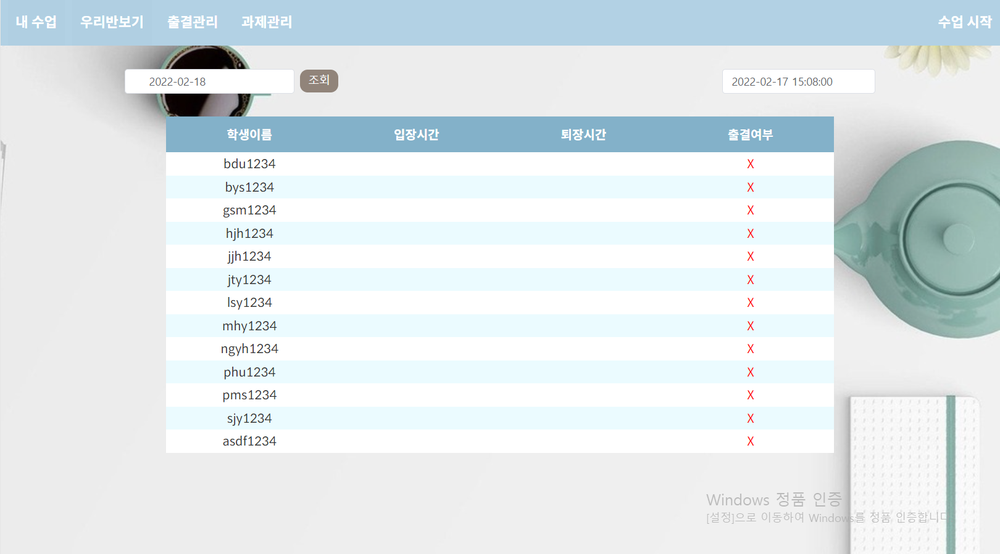 내 수업 우리반보기 출결관리 과제관리 수업 시작
2022-02-18 조회 2022-02-17 15:08:00
학생이름 입장시간 퇴장시간 출결여부
bdu1234 X
bys1234 X
gsm1234 X
hjh1234 X
jjh1234 X
jty1234 X
lsy1234 X
mhy1234 X
ngyh1234 X
phu1234 X
pms1234 X
sjy1234 X
asdf1234 X
Windows 정품 인증
[설정]으로 이동하여 Windows를 정품 인증합니다